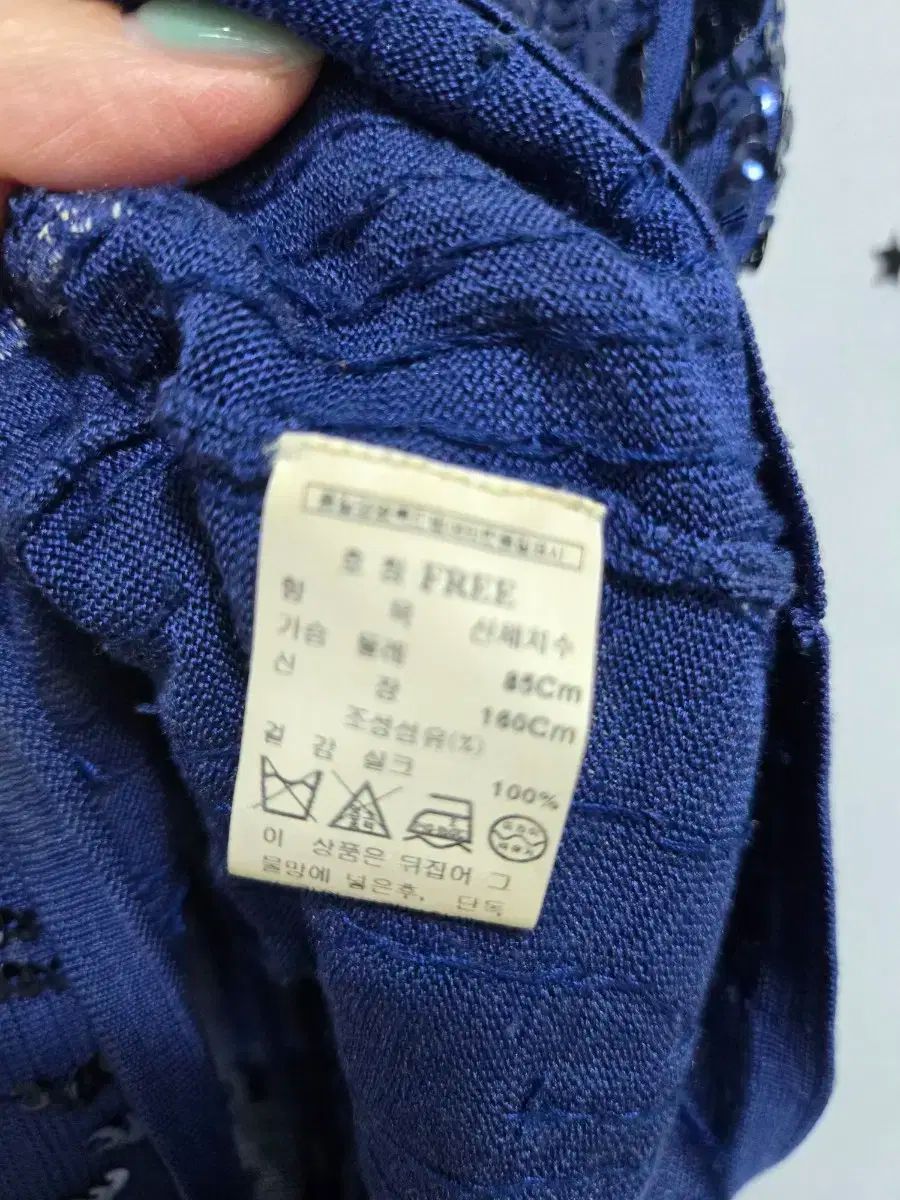 호 칭 FREE
항 목 신체치수
가슴 둘레 85Cm
신 장 160Cm
조성섬유(%)
겉 감 실크 100%
이 상품은 뒤집어 그
물망에 넣은후, 단독